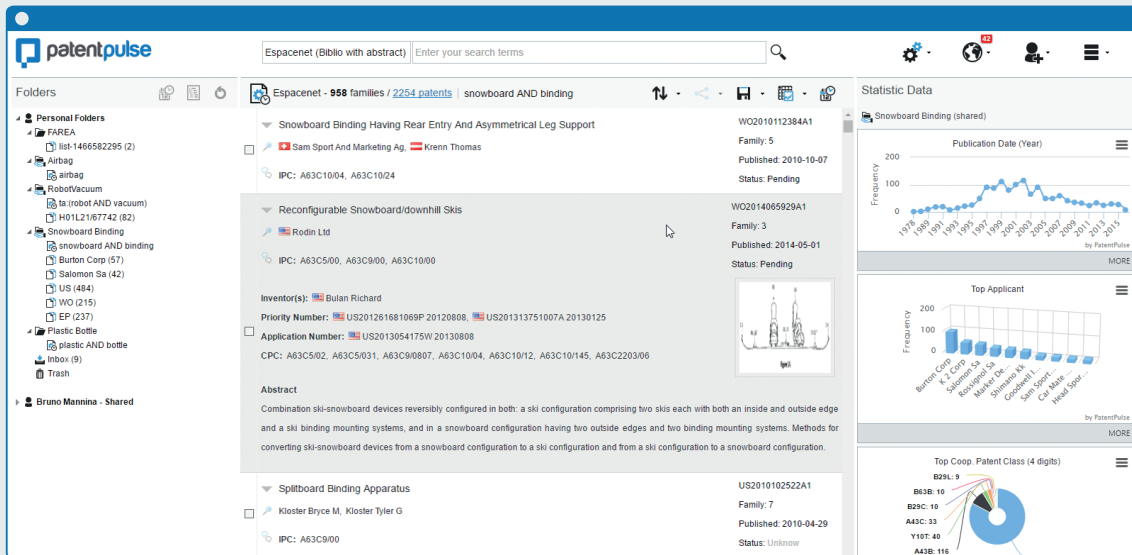 patentpulse
Espacenet (Biblio with abstract) Enter your search terms
42
Folders
Personal Folders
FAREA
list-1466582295 (2)
Airbag
airbag
RobotVacuum
ta:(robot AND vacuum)
H01L21/67742 (82)
Snowboard Binding
snowboard AND binding
Burton Corp (57)
Salomon Sa (42)
US (484)
WO (215)
EP (237)
Plastic Bottle
plastic AND bottle
Inbox (9)
Trash
Bruno Mannina - Shared
Espacenet - 958 families / 2254 patents | snowboard AND binding
Snowboard Binding Having Rear Entry And Asymmetrical Leg Support
Sam Sport And Marketing Ag, Krenn Thomas
IPC: A63C10/04, A63C10/24
WO2010112384A1
Family: 5
Published: 2010-10-07
Status: Pending
Reconfigurable Snowboard/downhill Skis
Rodin Ltd
IPC: A63C5/00, A63C9/00, A63C10/00
WO2014065929A1
Family: 3
Published: 2014-05-01
Status: Pending
Inventor(s): Bulan Richard
Priority Number: US201261681069P 20120808, US201313751007A 20130125
Application Number: US2013054175W 20130808
CPC: A63C5/02, A63C5/031, A63C9/0807, A63C10/04, A63C10/12, A63C10/145, A63C2203/06
Abstract
Combination ski-snowboard devices reversibly configured in both: a ski configuration comprising two skis each with both an inside and outside edge
and a ski binding mounting systems, and in a snowboard configuration having two outside edges and two binding mounting systems. Methods for
converting ski-snowboard devices from a snowboard configuration to a ski configuration and from a ski configuration to a snowboard configuration.
Splitboard Binding Apparatus
Kloster Bryce M, Kloster Tyler G
IPC: A63C9/00
US2010102522A1
Family: 7
Published: 2010-04-29
Status: Unknow
Statistic Data
Snowboard Binding (shared)
Publication Date (Year)
Frequency
200
100
0
1978 1989 1991 1993 1995 1997 1999 2001 2003 2005 2007 2009 2011 2013 2015
by PatentPulse
MORE
Top Applicant
Frequency
200
100
0
Burton Corp
K 2 Corp
Salomon Sa
Rossignol Sa
Marker De...
Shimano Kk
Goodwell I...
Sam Sport...
Car Mate ...
Head Spor...
by PatentPulse
MORE
Top Coop. Patent Class (4 digits)
B29L: 9
B63B: 10
B29C: 10
A43C: 33
Y10T: 40
A43B: 116